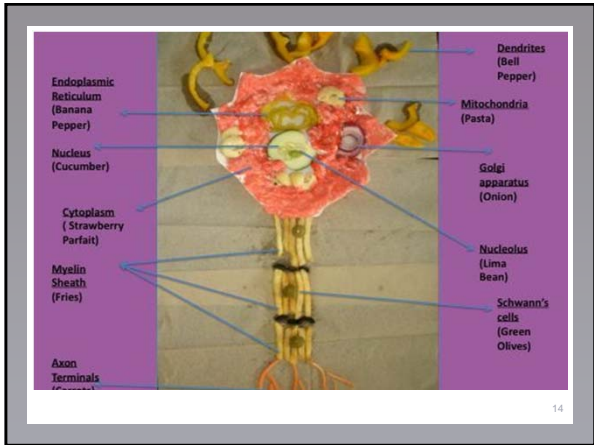 Endoplasmic
Reticulum
(Banana
Pepper)
Nucleus
(Cucumber)
Cytoplasm
( Strawberry
Parfait)
Myelin
Sheath
(Fries)
Axon
Terminals
Dendrites
(Bell
Pepper)
Mitochondria
(Pasta)
Golgi
apparatus
(Onion)
Nucleolus
(Lima
Bean)
Schwann's
cells
(Green
Olives)
14